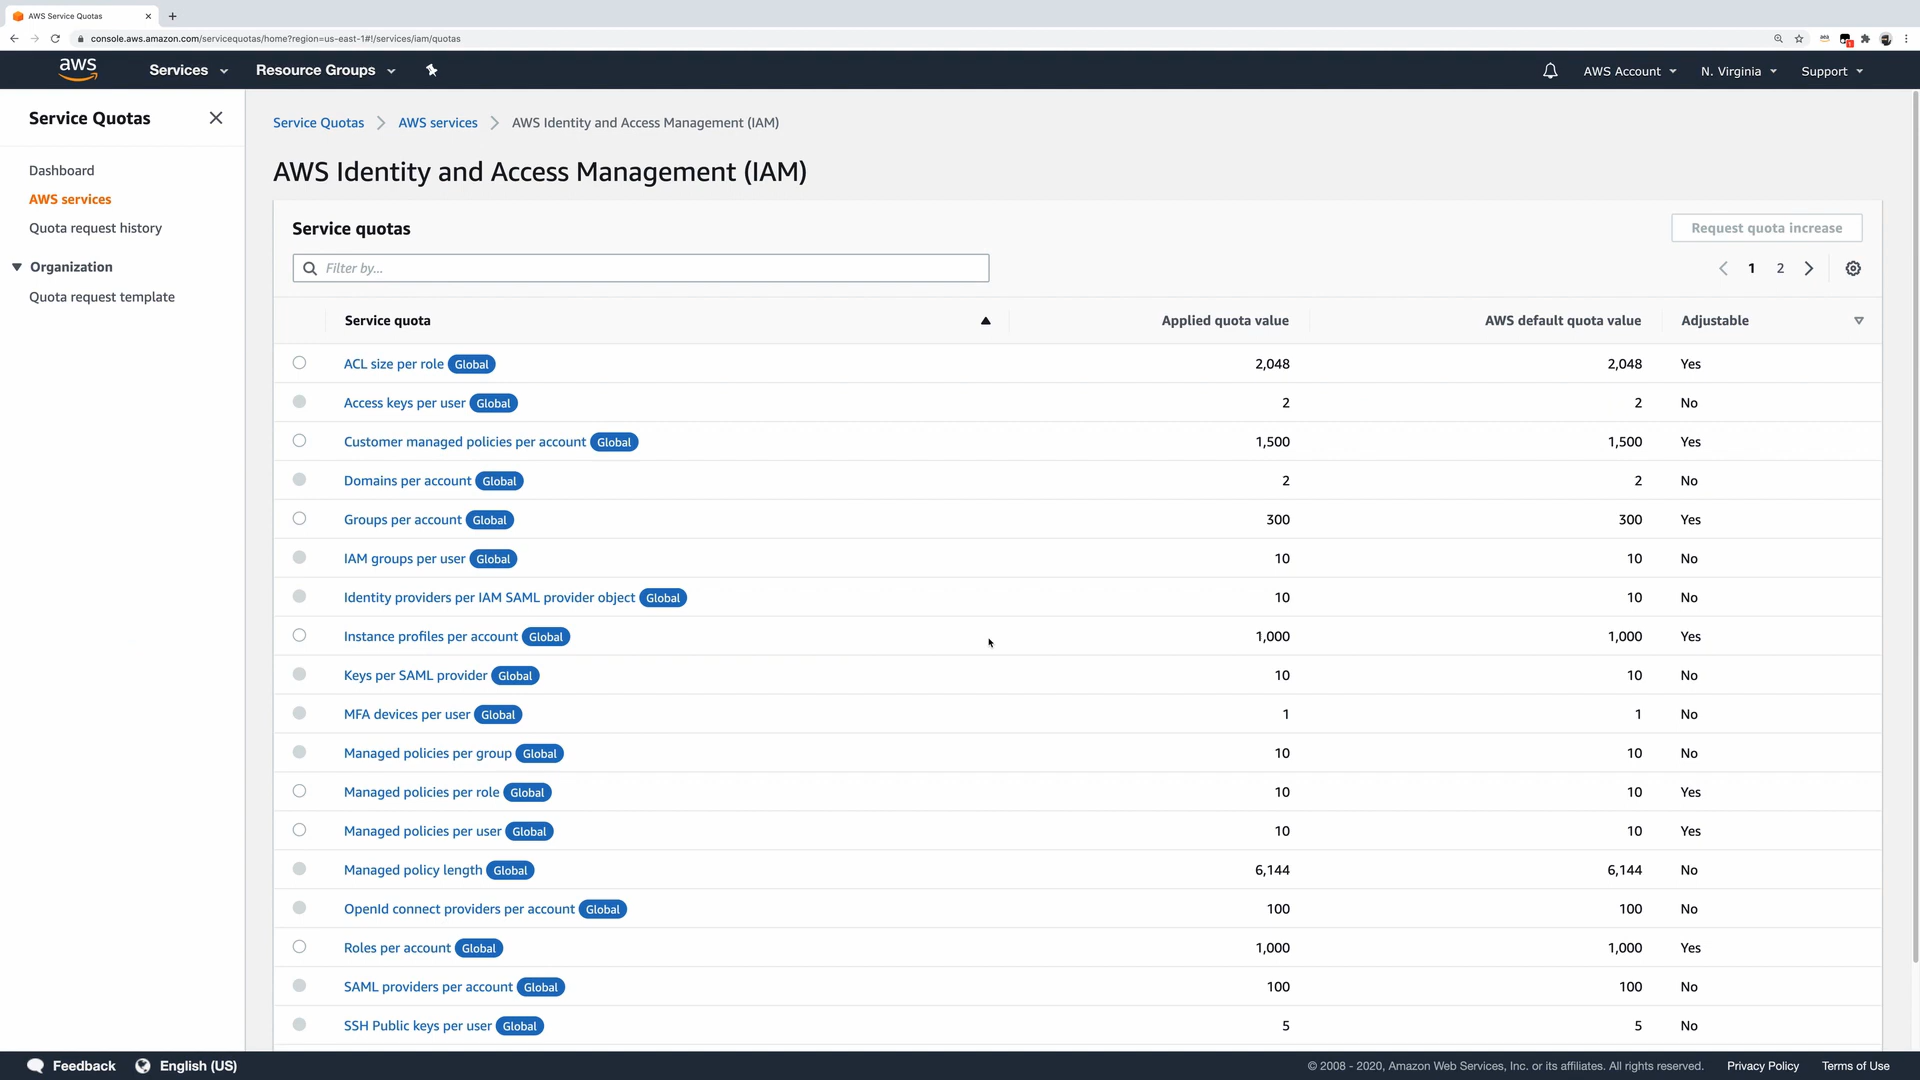 AWS Service Quotas
console.aws.amazon.com/servicequotas/home?region=us-east-1#!/services/iam/quotas
aws Services Resource Groups AWS Account N. Virginia Support
Service Quotas
Dashboard
AWS services
Quota request history
Organization
Quota request template
Service Quotas AWS services AWS Identity and Access Management (IAM)
AWS Identity and Access Management (IAM)
Service quotas Request quota increase
Filter by... 1 2
Service quota Applied quota value AWS default quota value Adjustable
ACL size per role Global 2,048 2,048 Yes
Access keys per user Global 2 2 No
Customer managed policies per account Global 1,500 1,500 Yes
Domains per account Global 2 2 No
Groups per account Global 300 300 Yes
IAM groups per user Global 10 10 No
Identity providers per IAM SAML provider object Global 10 10 No
Instance profiles per account Global 1,000 1,000 Yes
Keys per SAML provider Global 10 10 No
MFA devices per user Global 1 1 No
Managed policies per group Global 10 10 No
Managed policies per role Global 10 10 Yes
Managed policies per user Global 10 10 Yes
Managed policy length Global 6,144 6,144 No
OpenId connect providers per account Global 100 100 No
Roles per account Global 1,000 1,000 Yes
SAML providers per account Global 100 100 No
SSH Public keys per user Global 5 5 No
Feedback English (US) © 2008 - 2020, Amazon Web Services, Inc. or its affiliates. All rights reserved. Privacy Policy Terms of Use